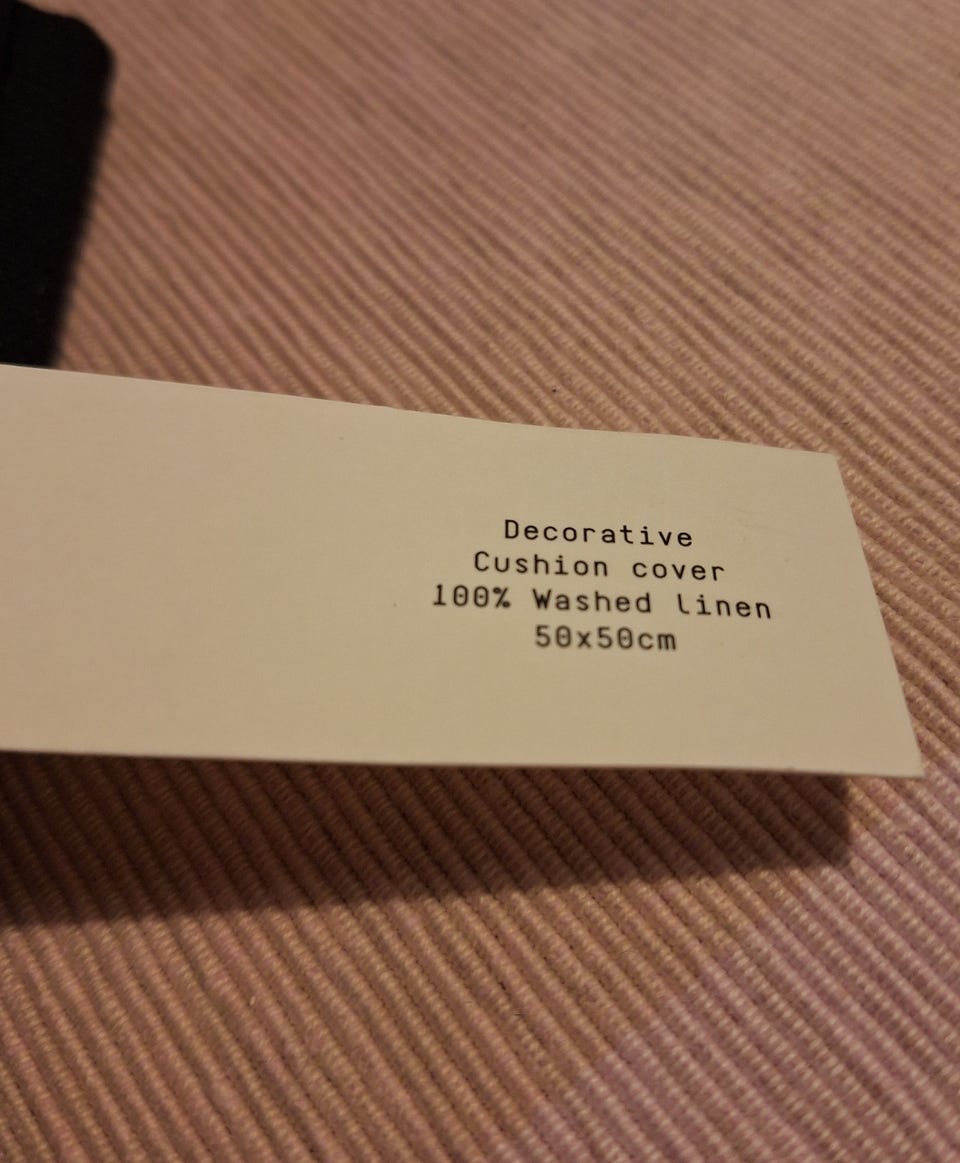 Decorative
Cushion cover
100% Washed linen
50x50cm